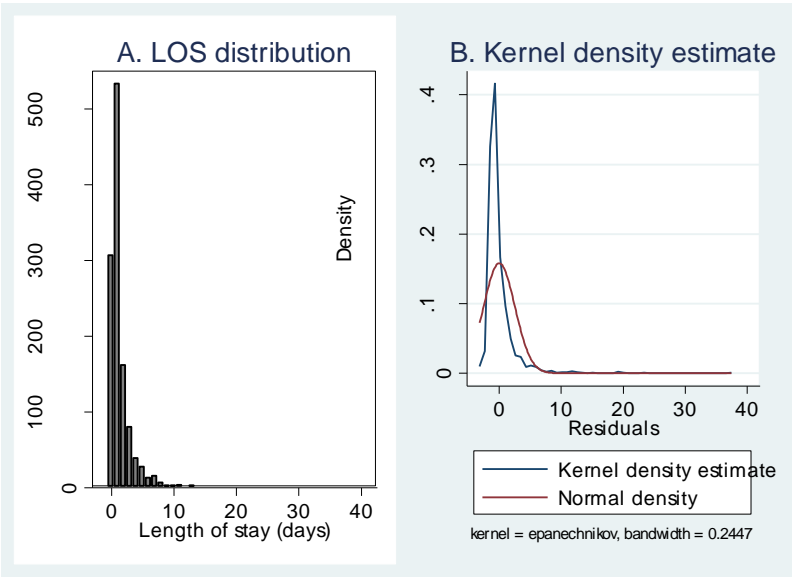 A. LOS distribution
500
400
300
200
100
0
0 10 20 30 40
Length of stay (days)
B. Kernel density estimate
Density
.4
.3
.2
.1
0
0 10 20 30 40
Residuals
Kernel density estimate
Normal density
kernel = epanechnikov, bandwidth = 0.2447